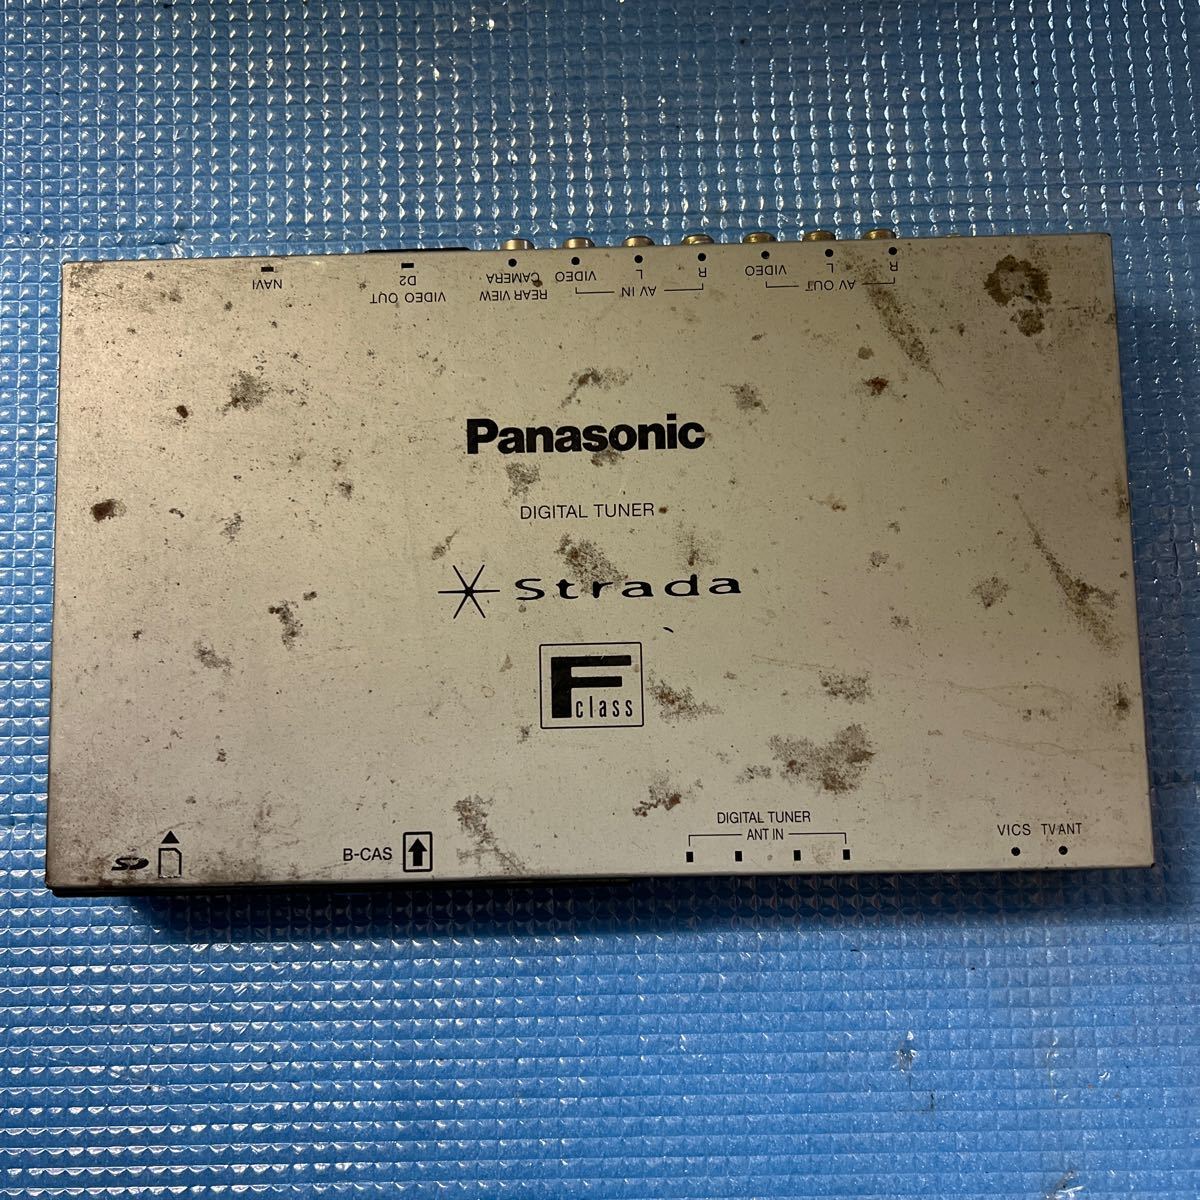 NAVI
VIDEO OUT
D2
REAR VIEW
CAMERA
AV IN
VIDEO L R
AV OUT
VIDEO L R
Panasonic
DIGITAL TUNER
Strada
F class
SD
B-CAS
DIGITAL TUNER
ANT IN
VICS TV ANT